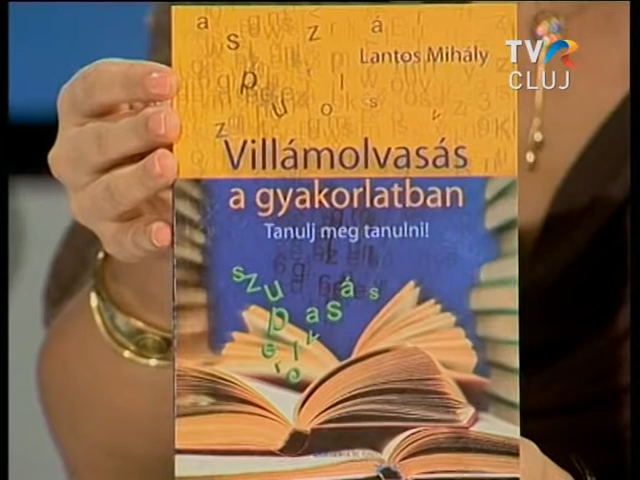 Lantos Mihály
TVR
CLUJ
Villámolvasás
a gyakorlatban
Tanulj meg tanulni!